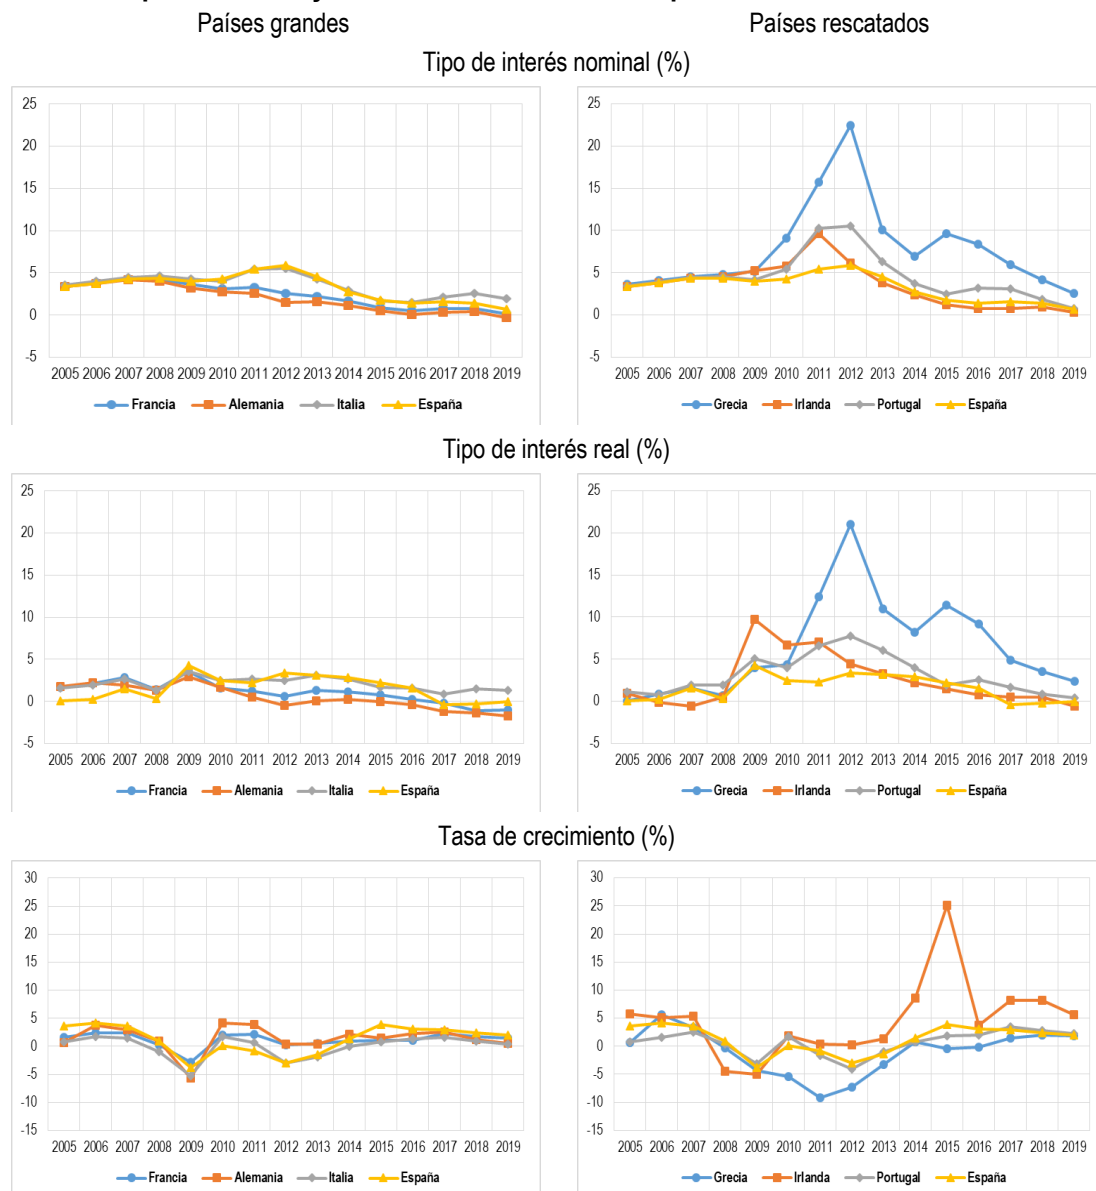 Países grandes
Países rescatados
Tipo de interés nominal (%)
25
20
15
10
5
0
-5
2005 2006 2007 2008 2009 2010 2011 2012 2013 2014 2015 2016 2017 2018 2019
Francia Alemania Italia España
25
20
15
10
5
0
-5
2005 2006 2007 2008 2009 2010 2011 2012 2013 2014 2015 2016 2017 2018 2019
Grecia Irlanda Portugal España
Tipo de interés real (%)
25
20
15
10
5
0
-5
2005 2006 2007 2008 2009 2010 2011 2012 2013 2014 2015 2016 2017 2018 2019
Francia Alemania Italia España
25
20
15
10
5
0
-5
2005 2006 2007 2008 2009 2010 2011 2012 2013 2014 2015 2016 2017 2018 2019
Grecia Irlanda Portugal España
Tasa de crecimiento (%)
30
25
20
15
10
5
0
-5
-10
-15
2005 2006 2007 2008 2009 2010 2011 2012 2013 2014 2015 2016 2017 2018 2019
Francia Alemania Italia España
30
25
20
15
10
5
0
-5
-10
-15
2005 2006 2007 2008 2009 2010 2011 2012 2013 2014 2015 2016 2017 2018 2019
Grecia Irlanda Portugal España